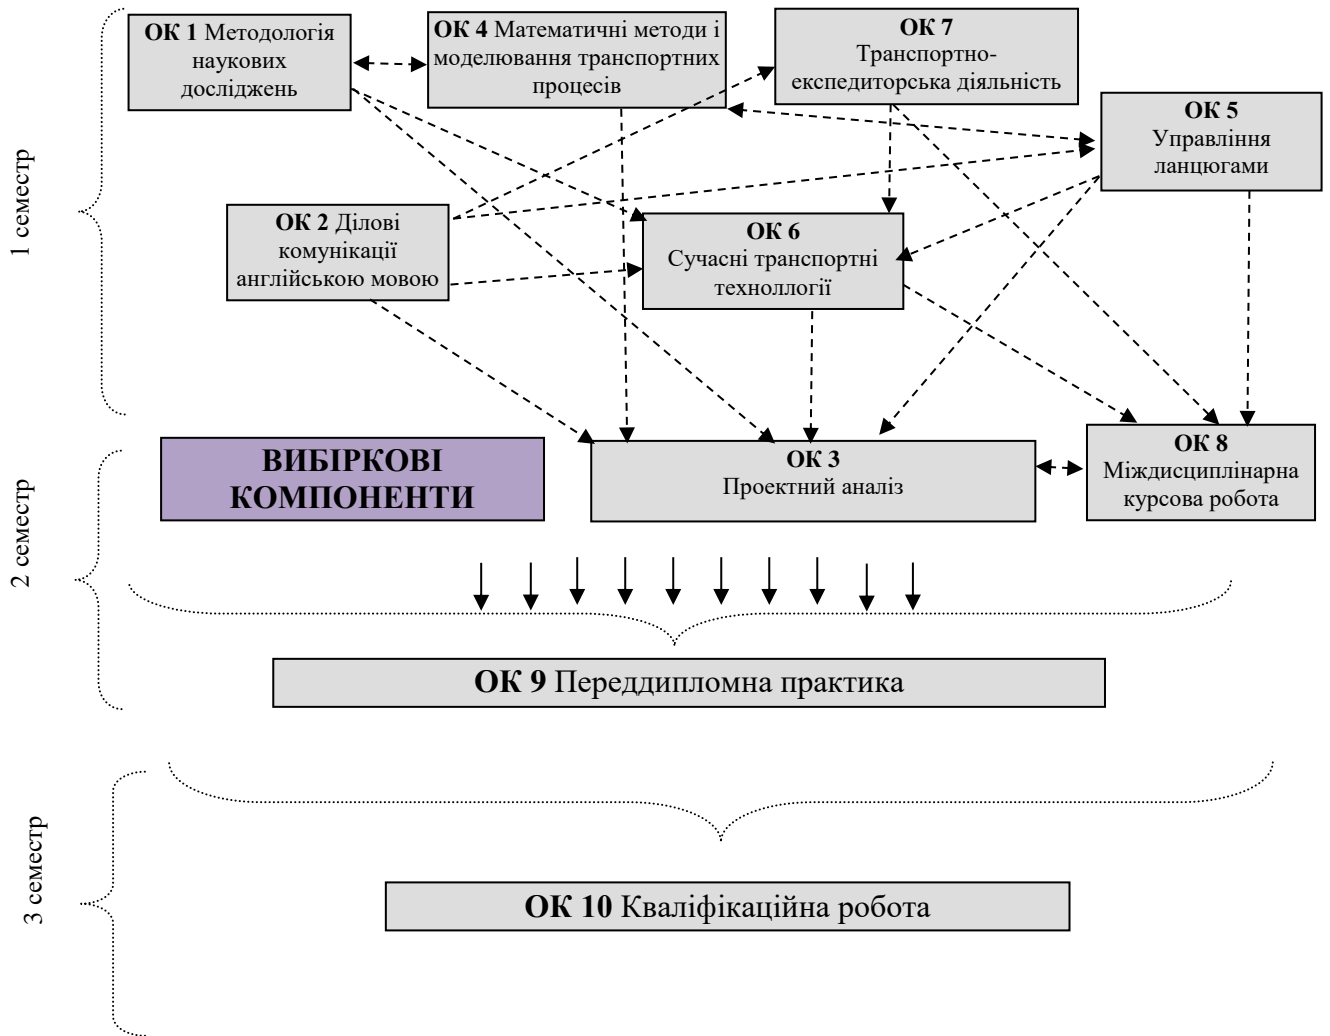 1 семестр
ОК 1 Методологія
наукових
досліджень
ОК 4 Математичні методи і
моделювання транспортних
процесів
ОК 7
Транспортно-
експедиторська діяльність
ОК 5
Управління
ланцюгами
ОК 2 Ділові
комунікації
англійською мовою
ОК 6
Сучасні транспортні
техноллогії
2 семестр
ВИБІРКОВІ
КОМПОНЕНТИ
ОК 3
Проектний аналіз
ОК 8
Міждисциплінарна
курсова робота
ОК 9 Переддипломна практика
3 семестр
ОК 10 Кваліфікаційна робота